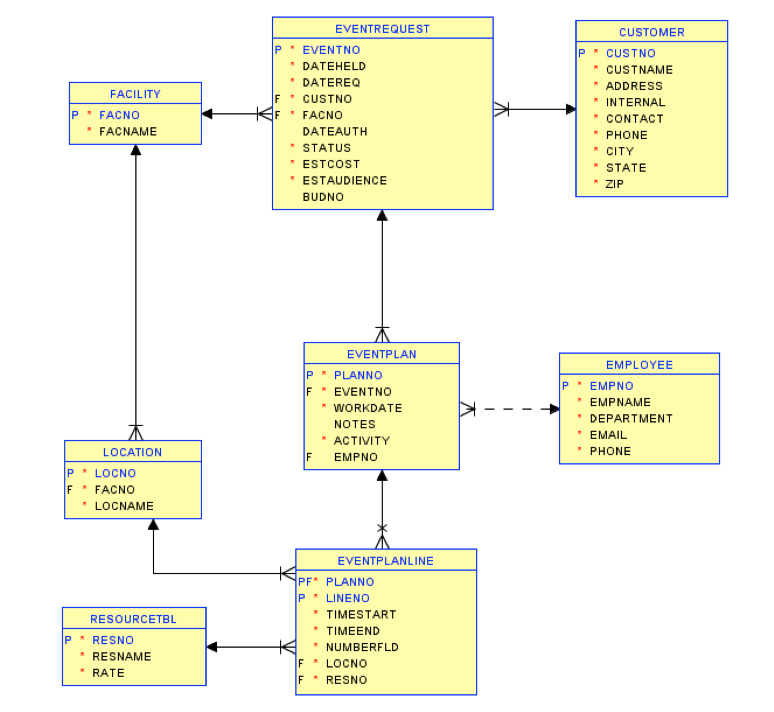 EVENTREQUEST
P * EVENTNO
* DATEHELD
* DATEREQ
F * CUSTNO
F * FACNO
DATEAUTH
* STATUS
* ESTCOST
* ESTAUDIENCE
BUDNO
CUSTOMER
P * CUSTNO
* CUSTNAME
* ADDRESS
* INTERNAL
* CONTACT
* PHONE
* CITY
* STATE
* ZIP
FACILITY
P * FACNO
* FACNAME
EVENTPLAN
P * PLANNO
F * EVENTNO
* WORKDATE
NOTES
* ACTIVITY
F EMPNO
EMPLOYEE
P * EMPNO
* EMPNAME
* DEPARTMENT
* EMAIL
* PHONE
LOCATION
P * LOCNO
F * FACNO
* LOCNAME
EVENTPLANLINE
PF* PLANNO
P * LINENO
* TIMESTART
* TIMEEND
* NUMBERFLD
F * LOCNO
F * RESNO
RESOURCETBL
P * RESNO
* RESNAME
* RATE